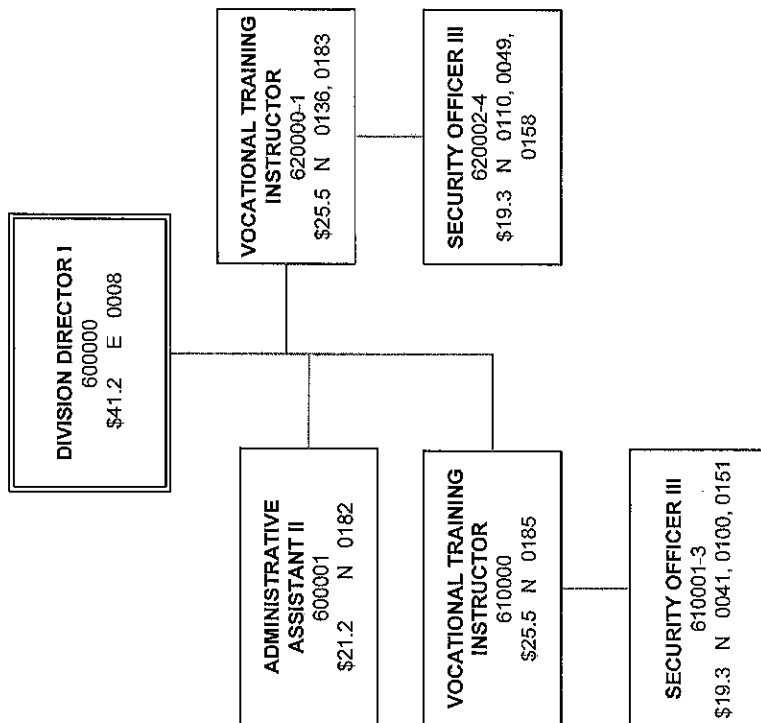 DIVISION DIRECTOR I
600000
$41.2 E 0008
ADMINISTRATIVE
ASSISTANT II
600001
$21.2 N 0182
VOCATIONAL TRAINING
INSTRUCTOR
620000-1
$25.5 N 0136, 0183
VOCATIONAL TRAINING
INSTRUCTOR
610000
$25.5 N 0185
SECURITY OFFICER III
620002-4
$19.3 N 0110, 0049,
0158
SECURITY OFFICER III
610001-3
$19.3 N 0041, 0100, 0151